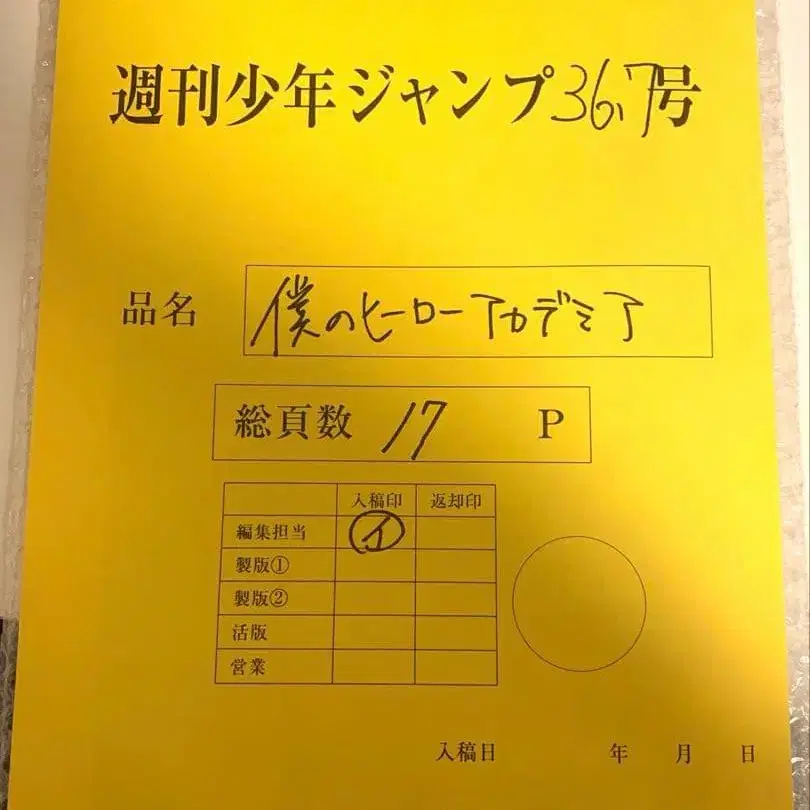 週刊少年ジャンプ36,7号
品名 僕のヒーローアカデミア
総頁数 17 P
入稿印 返却印
編集担当 イ
製版①
製版②
活版
営業
入稿日 年 月 日